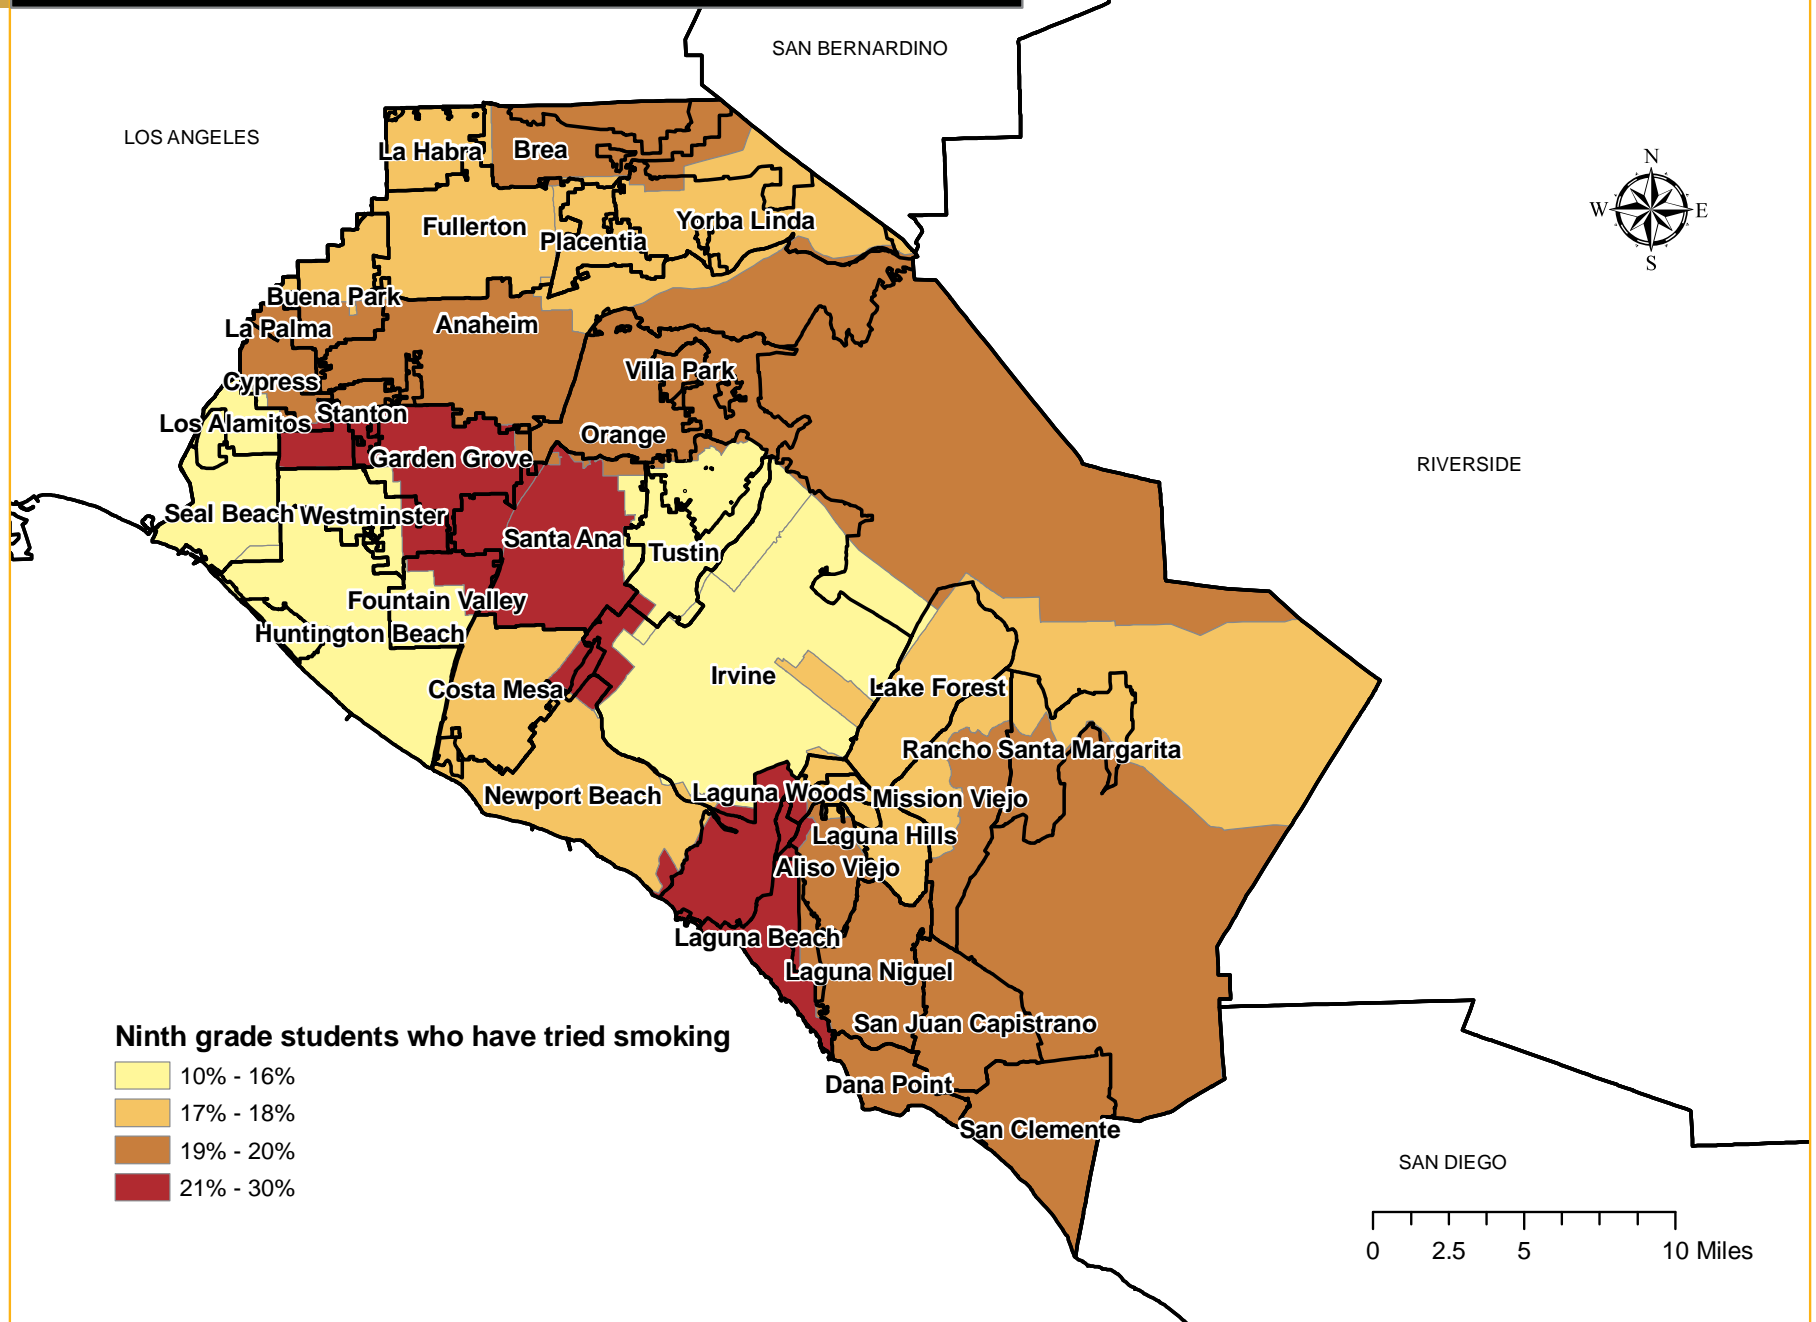 SAN BERNARDINO
LOS ANGELES
N
W E
S
La Habra
Brea
Fullerton
Placentia
Yorba Linda
Buena Park
La Palma
Anaheim
Villa Park
Cypress
Los Alamitos
Stanton
Orange
Garden Grove
RIVERSIDE
Seal Beach
Westminster
Santa Ana
Tustin
Fountain Valley
Huntington Beach
Irvine
Costa Mesa
Lake Forest
Rancho Santa Margarita
Newport Beach
Laguna Woods
Mission Viejo
Laguna Hills
Aliso Viejo
Laguna Beach
Laguna Niguel
San Juan Capistrano
Dana Point
San Clemente
Ninth grade students who have tried smoking
10% - 16%
17% - 18%
19% - 20%
21% - 30%
SAN DIEGO
0 2.5 5 10 Miles